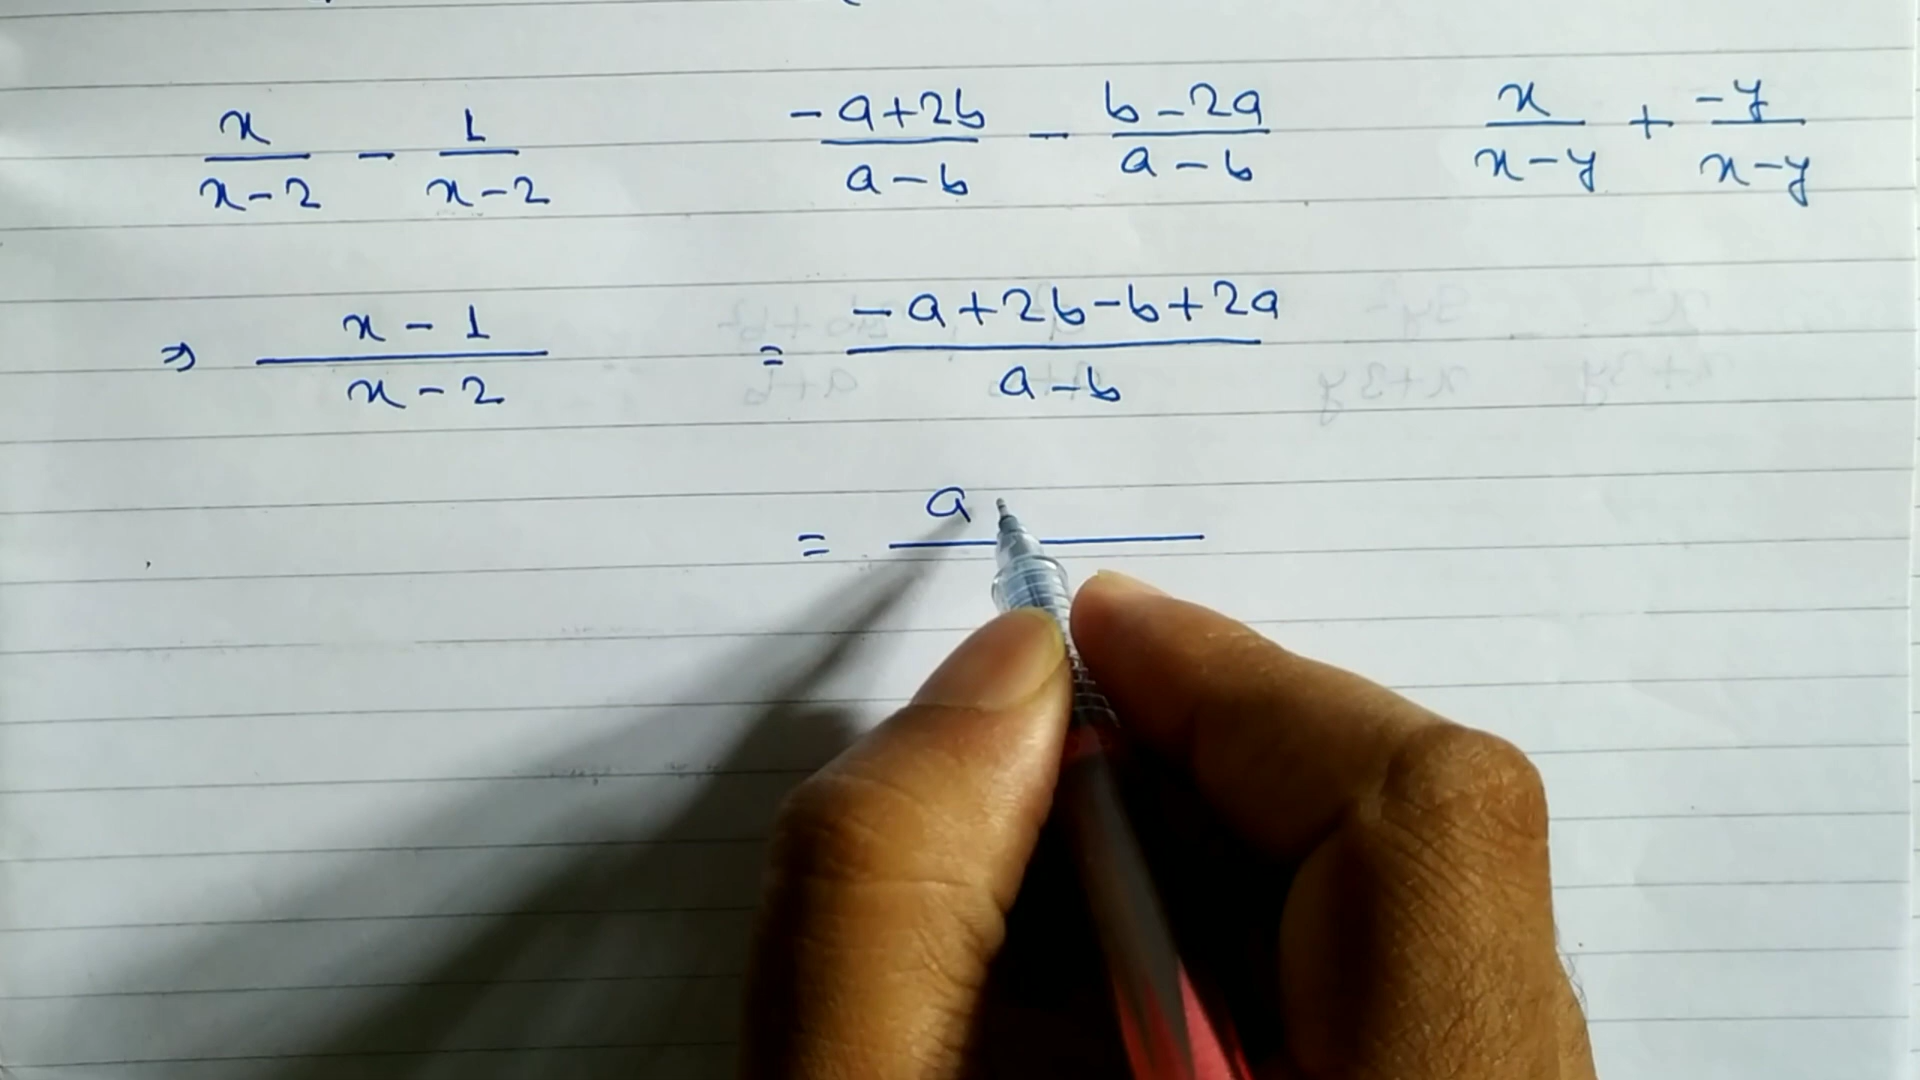 x/(x-2) - 1/(x-2)
(-a+2b)/(a-b) - (b-2a)/(a-b)
x/(x-y) + -y/(x-y)
⇒ (x-1)/(x-2)
= (-a+2b-b+2a)/(a-b)
= a